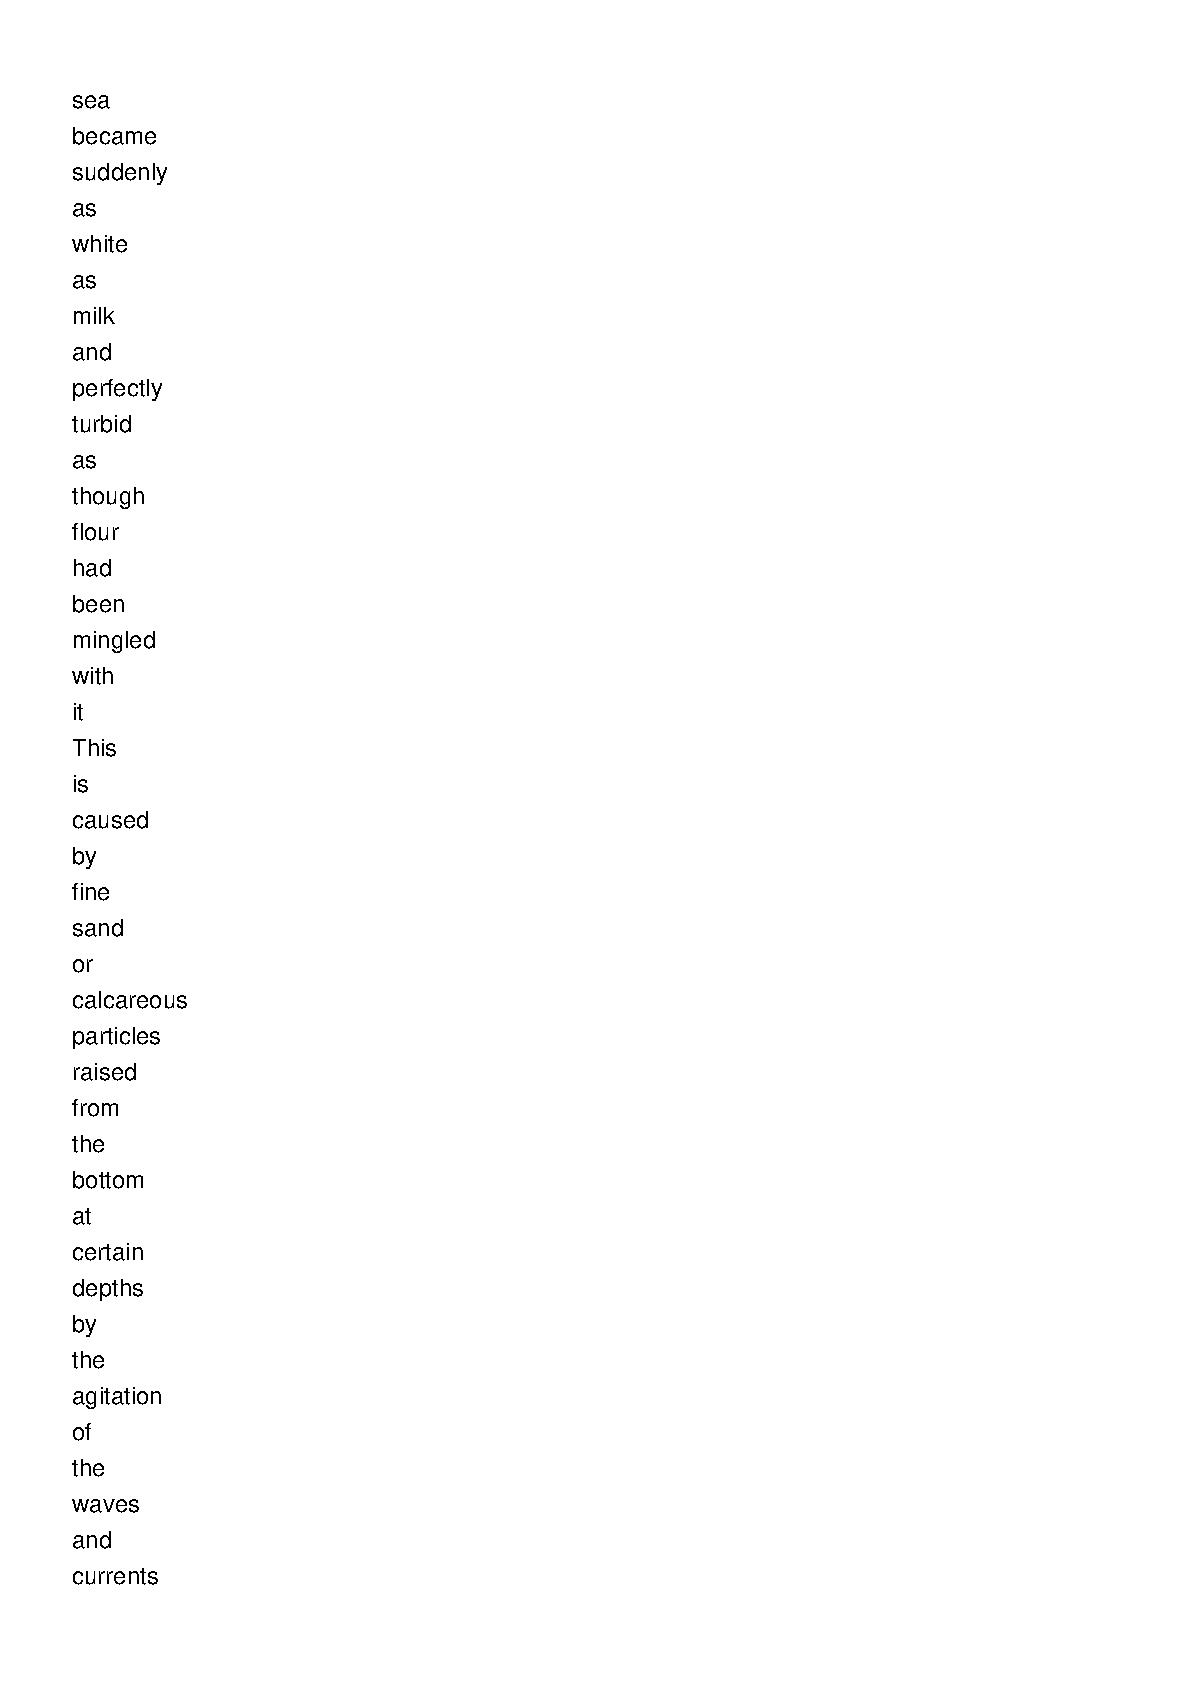 sea
became
suddenly
as
white
as
milk
and
perfectly
turbid
as
though
flour
had
been
mingled
with
it
This
is
caused
by
fine
sand
or
calcareous
particles
raised
from
the
bottom
at
certain
depths
by
the
agitation
of
the
waves
and
currents